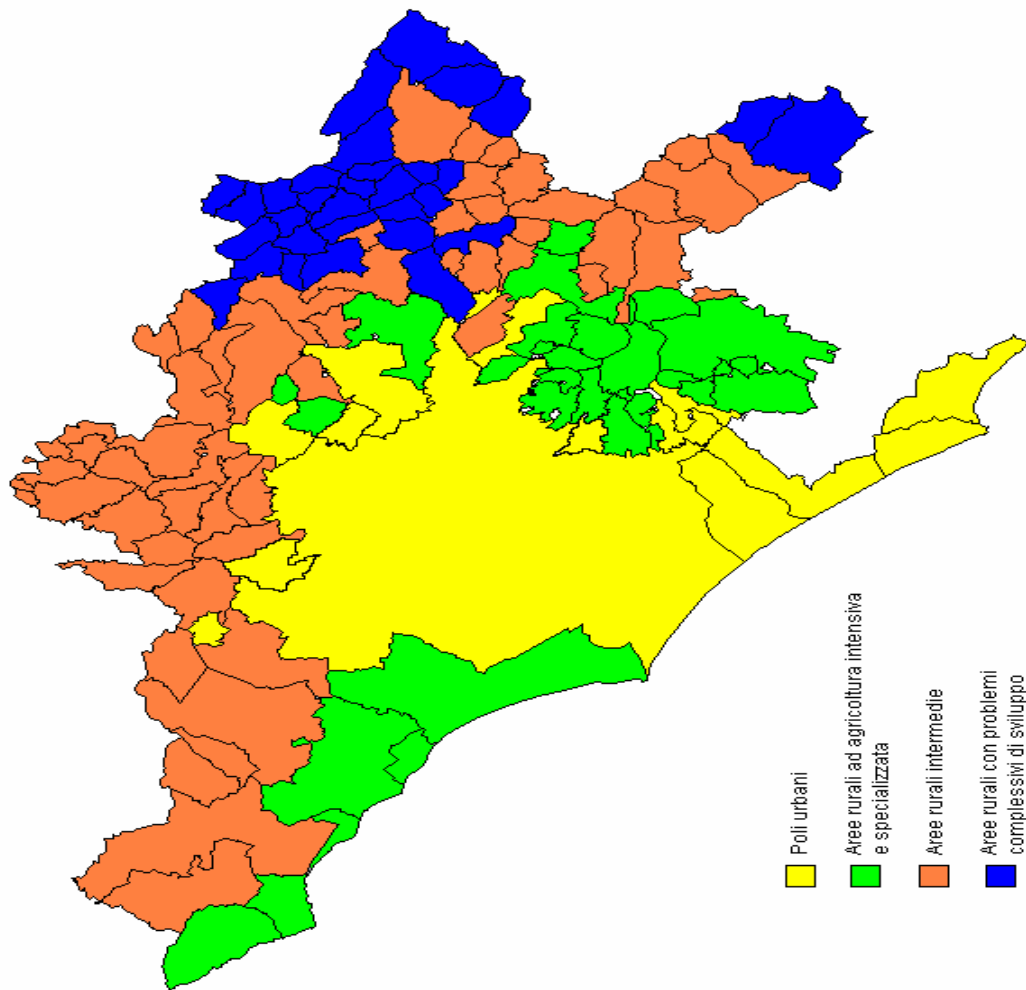 Poli urbani
Aree rurali ad agricoltura intensiva
e specializzata
Aree rurali intermedie
Aree rurali con problemi
complessivi di sviluppo